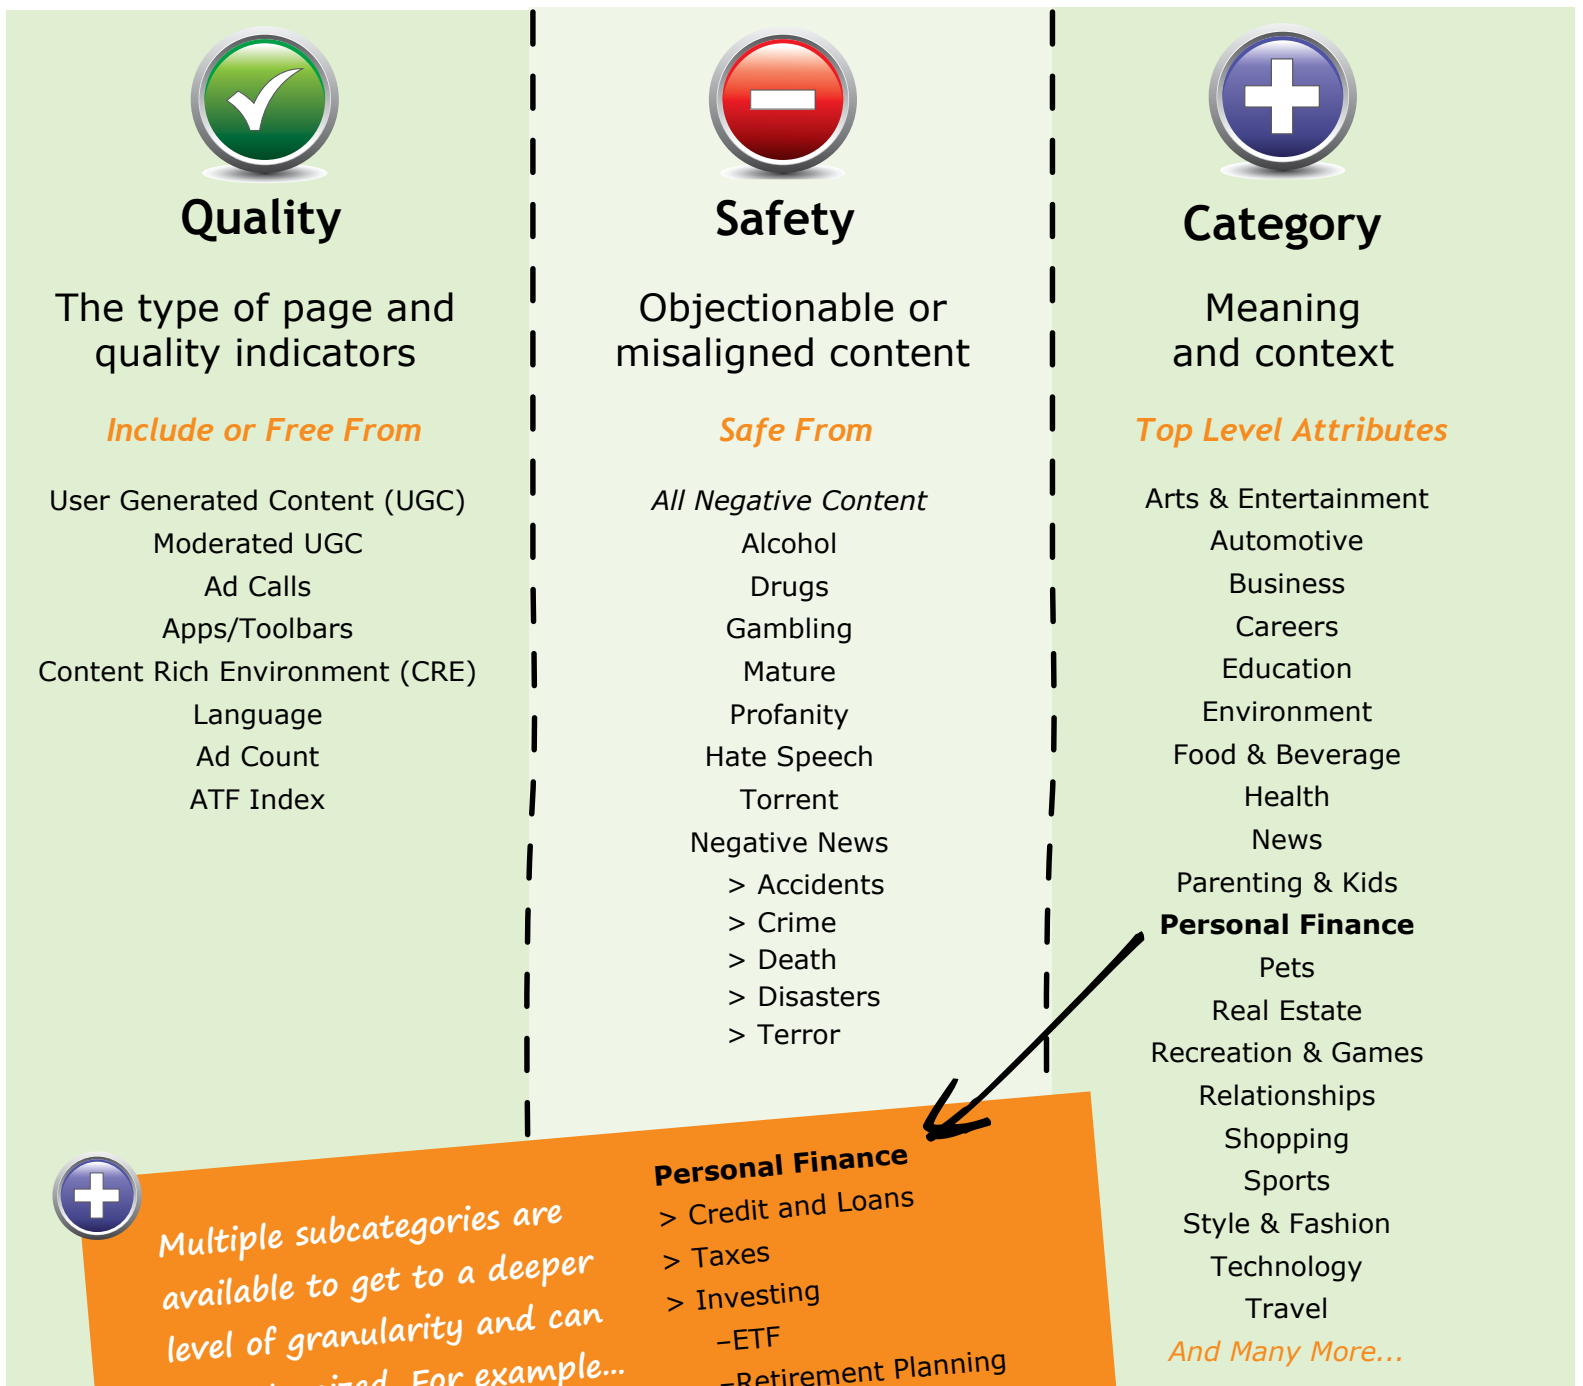 Quality
The type of page and
quality indicators
Include or Free From
User Generated Content (UGC)
Moderated UGC
Ad Calls
Apps/Toolbars
Content Rich Environment (CRE)
Language
Ad Count
ATF Index
Safety
Objectionable or
misaligned content
Safe From
All Negative Content
Alcohol
Drugs
Gambling
Mature
Profanity
Hate Speech
Torrent
Negative News
> Accidents
> Crime
> Death
> Disasters
> Terror
Category
Meaning
and context
Top Level Attributes
Arts & Entertainment
Automotive
Business
Careers
Education
Environment
Food & Beverage
Health
News
Parenting & Kids
Personal Finance
Pets
Real Estate
Recreation & Games
Relationships
Shopping
Sports
Style & Fashion
Technology
Travel
And Many More...
Multiple subcategories are
available to get to a deeper
level of granularity and can
For example...
Personal Finance
> Credit and Loans
> Taxes
> Investing
–ETF
–Retirement Planning